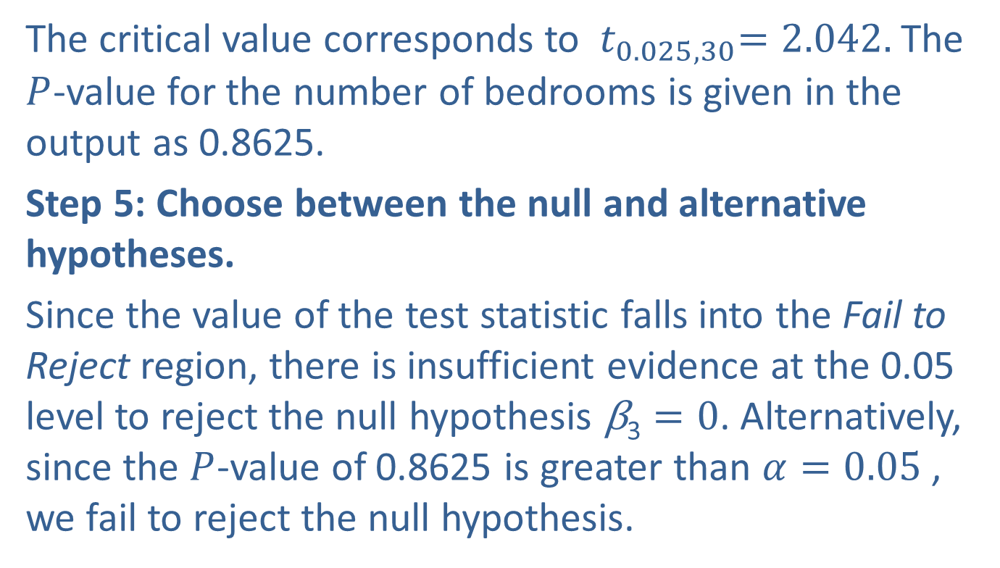 The critical value corresponds to t₀.₀₂₅,₃₀ = 2.042. The
P-value for the number of bedrooms is given in the
output as 0.8625.
Step 5: Choose between the null and alternative
hypotheses.
Since the value of the test statistic falls into the Fail to
Reject region, there is insufficient evidence at the 0.05
level to reject the null hypothesis β₃ = 0. Alternatively,
since the P-value of 0.8625 is greater than α = 0.05 ,
we fail to reject the null hypothesis.